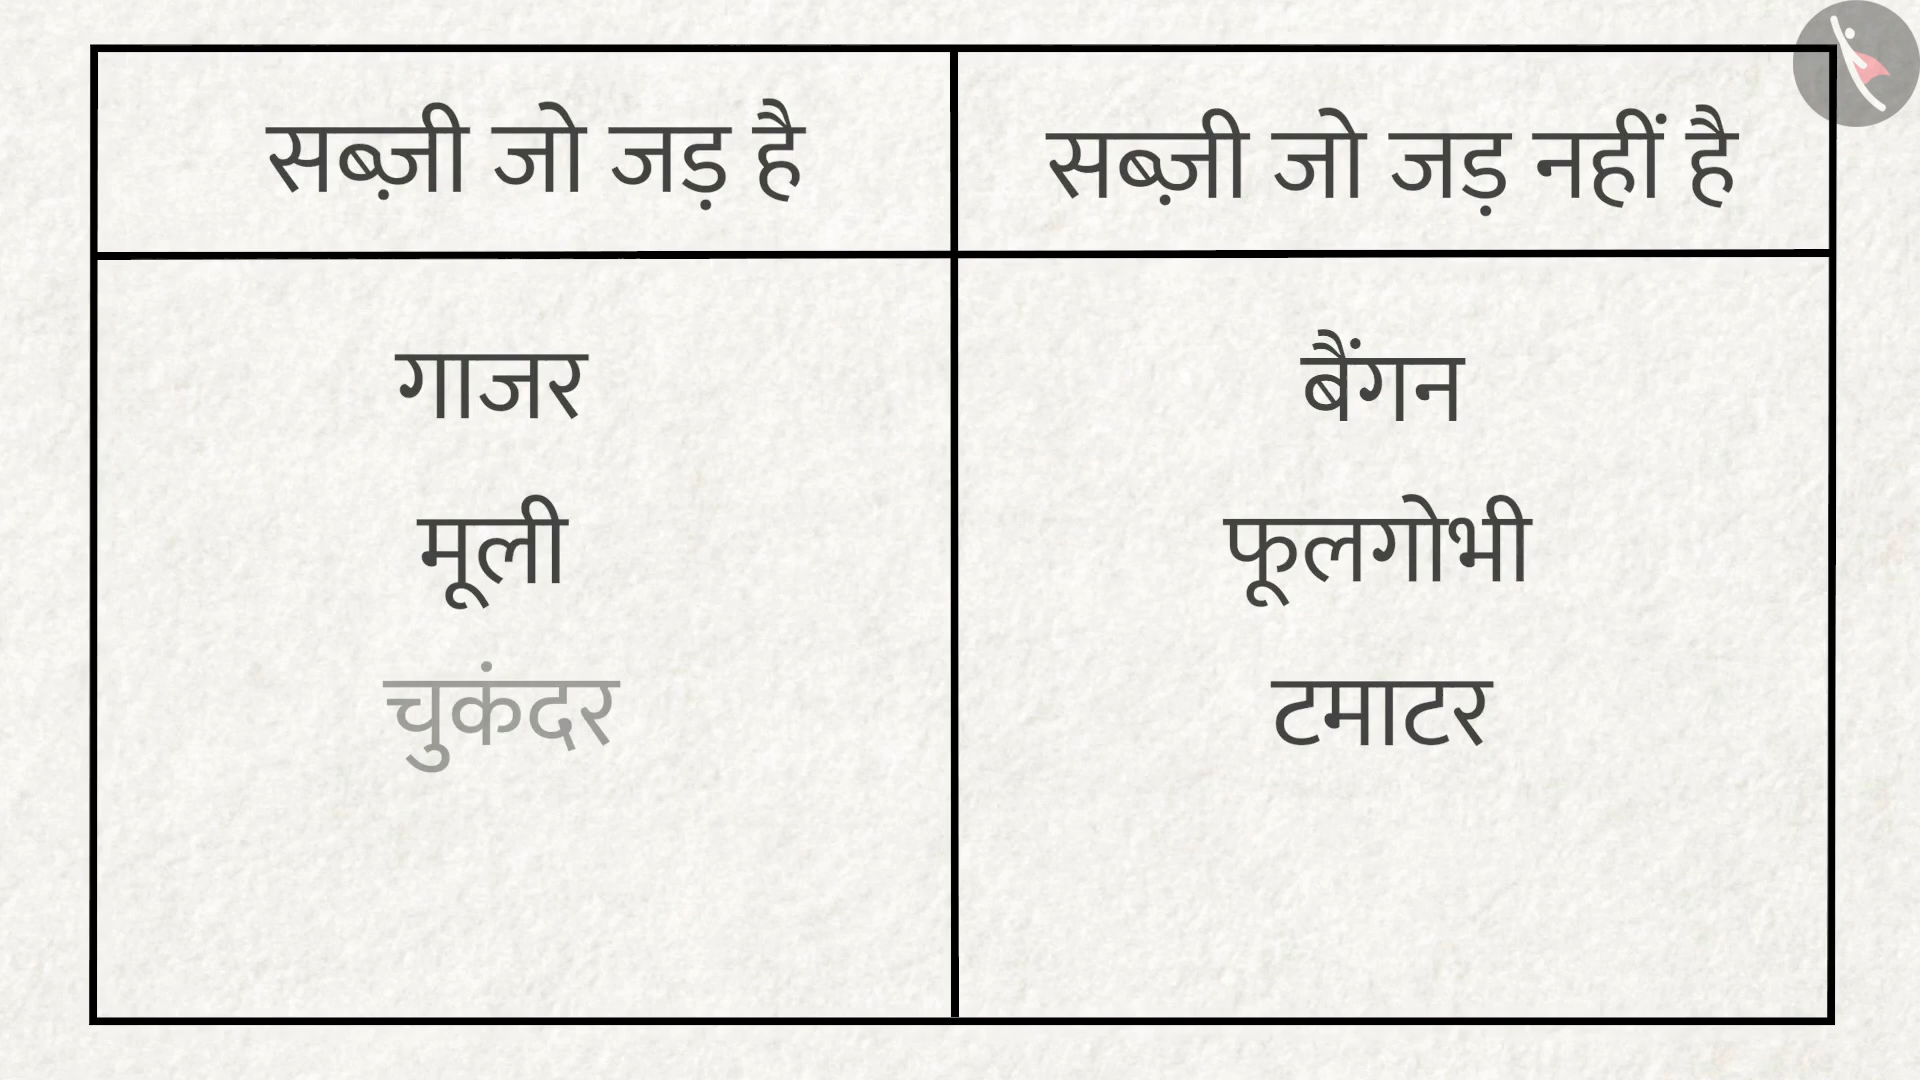 सब्ज़ी जो जड़ है
सब्ज़ी जो जड़ नहीं है
गाजर
बैंगन
मूली
फूलगोभी
चुकंदर
टमाटर